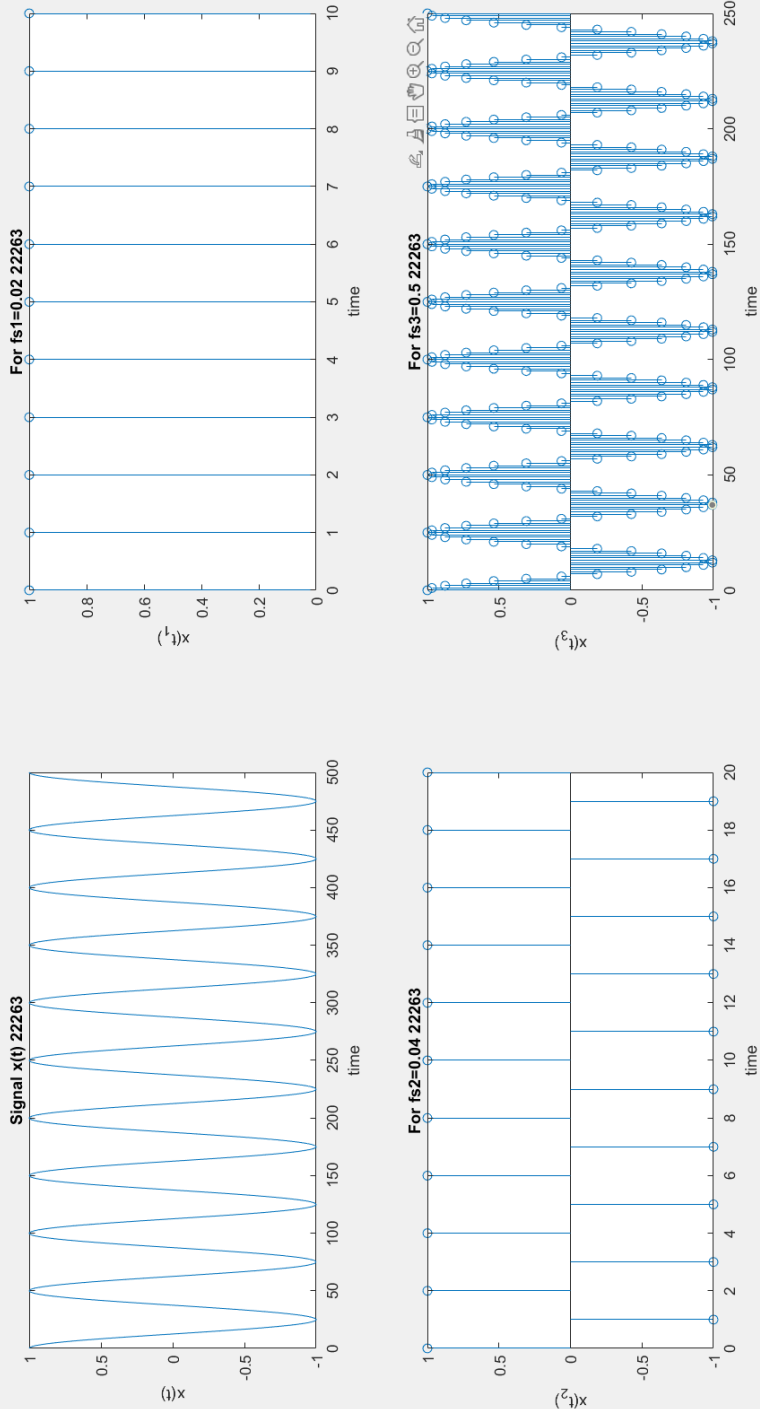 Signal x(t) 22263
x(t)
1
0.5
0
-0.5
-1
0 50 100 150 200 250 300 350 400 450 500
time
For fs1=0.02 22263
x(t₁)
1
0.8
0.6
0.4
0.2
0
0 1 2 3 4 5 6 7 8 9 10
time
For fs2=0.04 22263
x(t₂)
1
0.5
0
-0.5
-1
0 2 4 6 8 10 12 14 16 18 20
time
For fs3=0.5 22263
x(t₃)
1
0.5
0
-0.5
-1
0 50 100 150 200 250
time